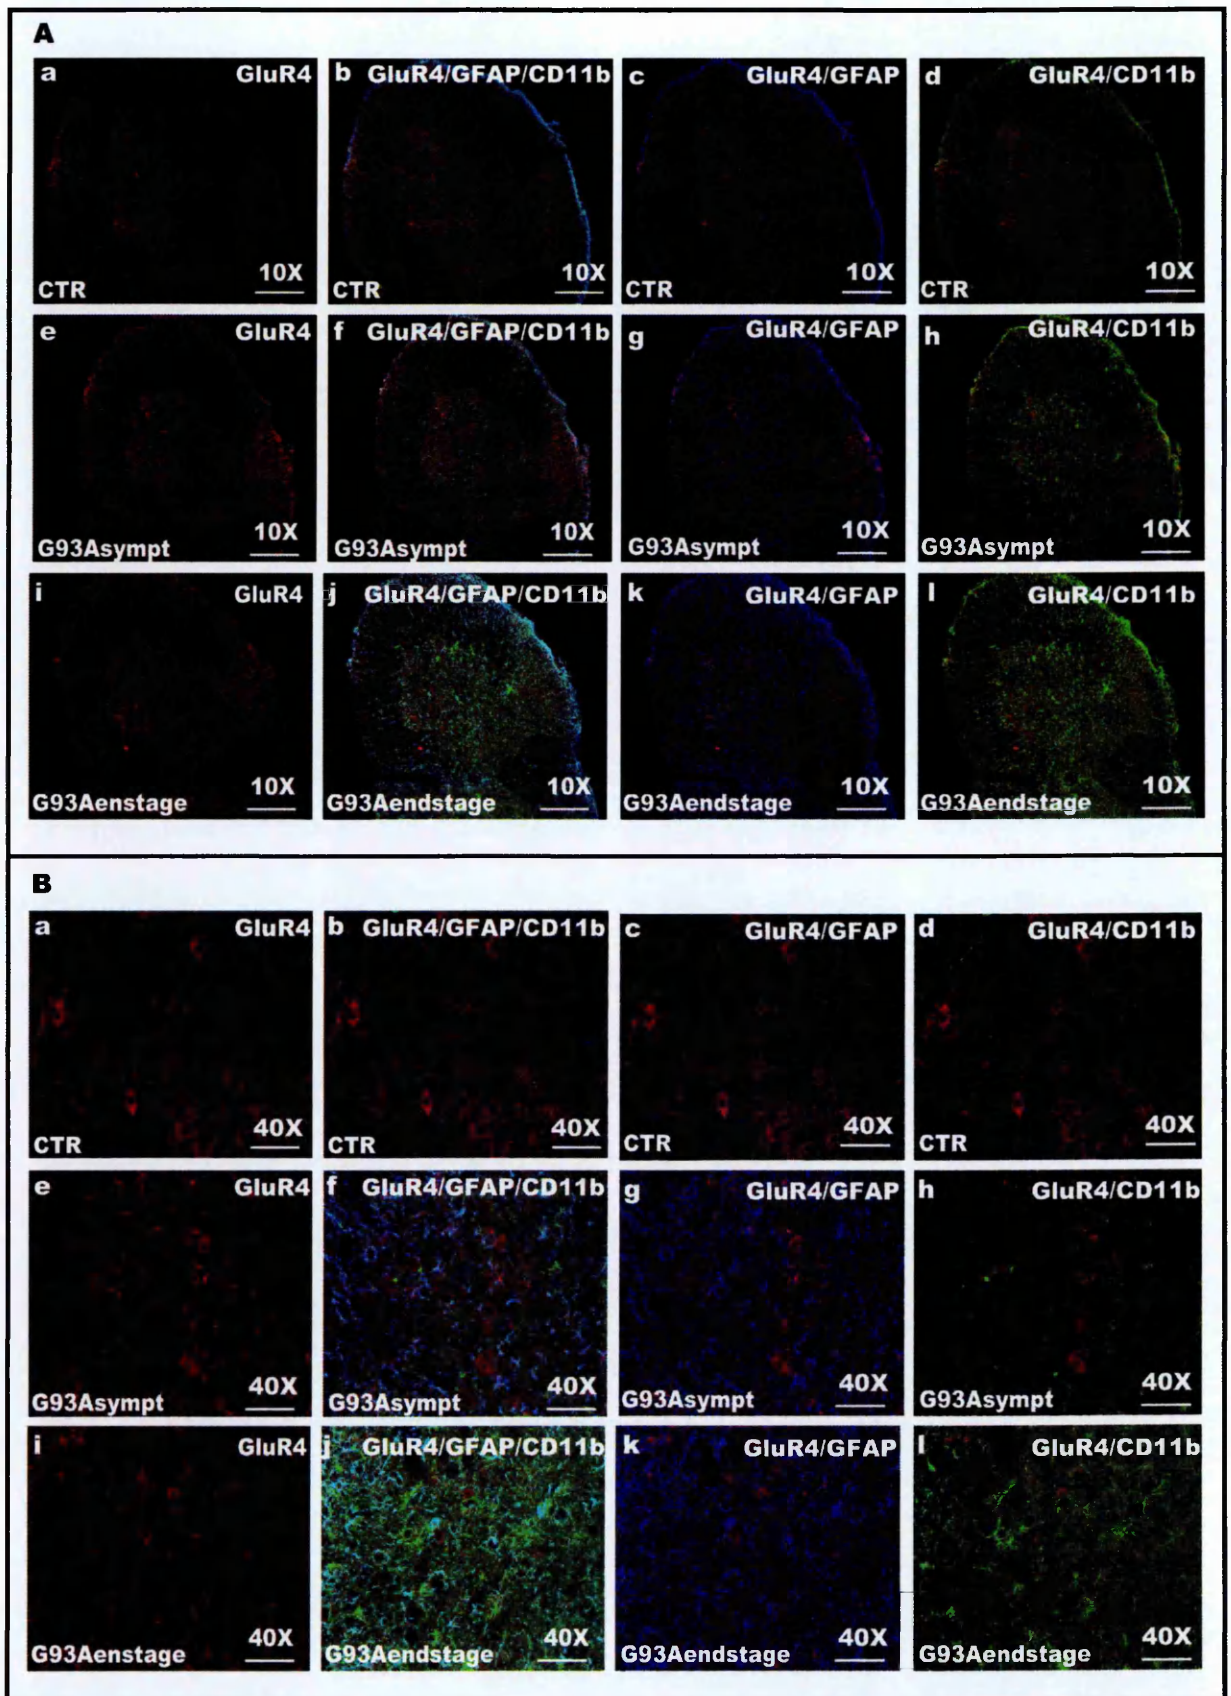 A
a GluR4
b GluR4/GFAP/CD11b
c GluR4/GFAP
d GluR4/CD11b
CTR 10X
CTR 10X
CTR 10X
CTR 10X
e GluR4
f GluR4/GFAP/CD11b
g GluR4/GFAP
h GluR4/CD11b
G93Asympt 10X
G93Asympt 10X
G93Asympt 10X
G93Asympt 10X
i GluR4
j GluR4/GFAP/CD11b
k GluR4/GFAP
l GluR4/CD11b
G93Aenstage 10X
G93Aendstage 10X
G93Aendstage 10X
G93Aendstage 10X
B
a GluR4
b GluR4/GFAP/CD11b
c GluR4/GFAP
d GluR4/CD11b
CTR 40X
CTR 40X
CTR 40X
CTR 40X
e GluR4
f GluR4/GFAP/CD11b
g GluR4/GFAP
h GluR4/CD11b
G93Asympt 40X
G93Asympt 40X
G93Asympt 40X
G93Asympt 40X
i GluR4
j GluR4/GFAP/CD11b
k GluR4/GFAP
l GluR4/CD11b
G93Aenstage 40X
G93Aendstage 40X
G93Aendstage 40X
G93Aendstage 40X